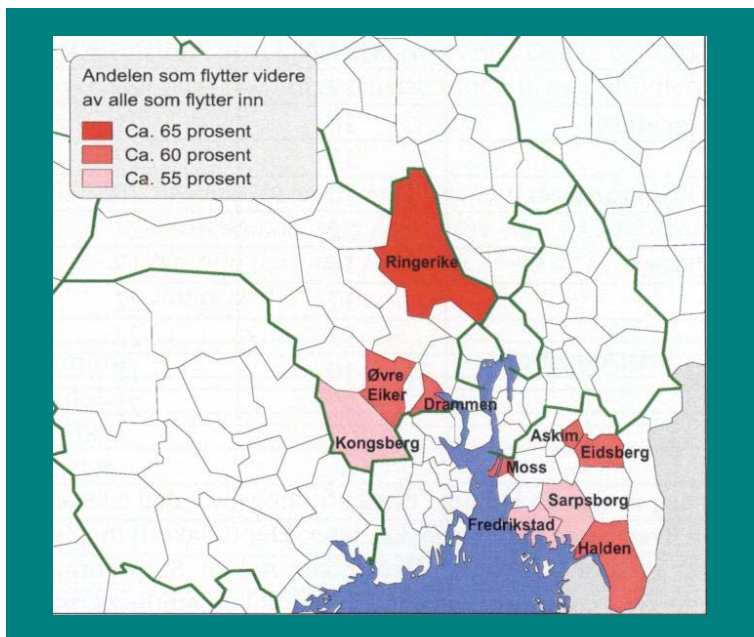 Andelen som flytter videre
av alle som flytter inn
Ca. 65 prosent
Ca. 60 prosent
Ca. 55 prosent
Ringerike
Øvre
Eiker
Drammen
Kongsberg
Askim
Eidsberg
Moss
Sarpsborg
Fredrikstad
Halden